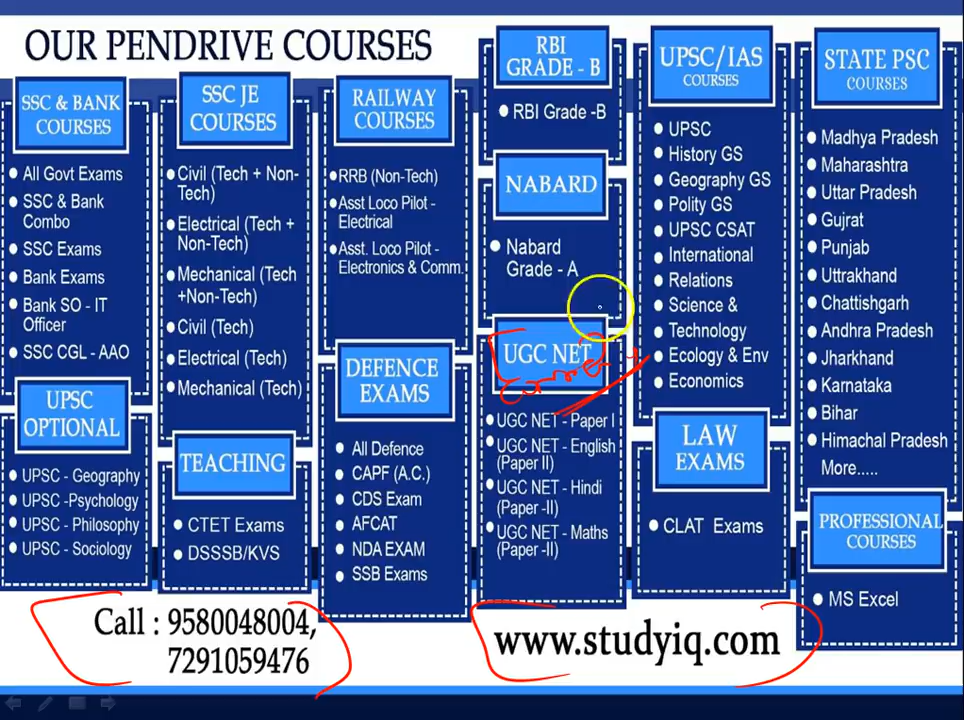 OUR PENDRIVE COURSES
SSC & BANK
COURSES
All Govt Exams
SSC & Bank
Combo
SSC Exams
Bank Exams
Bank SO - IT
Officer
SSC CGL - AAO
UPSC
OPTIONAL
UPSC - Geography
UPSC -Psychology
UPSC - Philosophy
UPSC - Sociology
SSC JE
COURSES
Civil (Tech + Non-
Tech)
Electrical (Tech +
Non-Tech)
Mechanical (Tech
+Non-Tech)
Civil (Tech)
Electrical (Tech)
Mechanical (Tech)
TEACHING
CTET Exams
DSSSB/KVS
RAILWAY
COURSES
RRB (Non-Tech)
Asst Loco Pilot -
Electrical
Asst. Loco Pilot -
Electronics & Comm.
DEFENCE
EXAMS
All Defence
CAPF (A.C.)
CDS Exam
AFCAT
NDA EXAM
SSB Exams
RBI
GRADE - B
RBI Grade -B
NABARD
Nabard
Grade - A
UGC NET
UGC NET - Paper I
UGC NET - English
(Paper II)
UGC NET - Hindi
(Paper -II)
UGC NET - Maths
(Paper -II)
UPSC/IAS
COURSES
UPSC
History GS
Geography GS
Polity GS
UPSC CSAT
International
Relations
Science &
Technology
Ecology & Env
Economics
LAW
EXAMS
CLAT Exams
STATE PSC
COURSES
Madhya Pradesh
Maharashtra
Uttar Pradesh
Gujrat
Punjab
Uttrakhand
Chattishgarh
Andhra Pradesh
Jharkhand
Karnataka
Bihar
Himachal Pradesh
More.....
PROFESSIONAL
COURSES
MS Excel
Call : 9580048004,
7291059476
www.studyiq.com